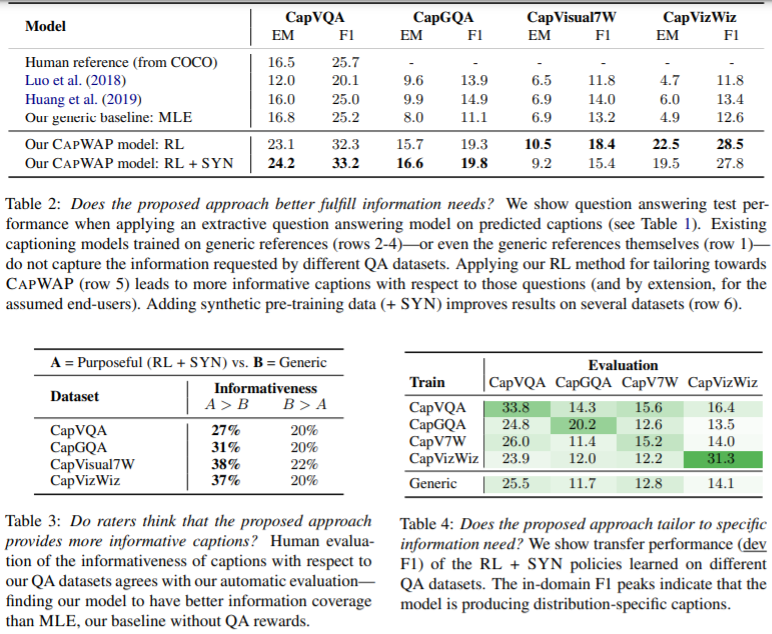 Model CapVQA CapGQA CapVisual7W CapVizWiz
EM F1 EM F1 EM F1 EM F1
Human reference (from COCO) 16.5 25.7 - - - - - -
Luo et al. (2018) 12.0 20.1 9.6 13.9 6.5 11.8 4.7 11.8
Huang et al. (2019) 16.0 25.0 9.9 14.9 6.9 14.0 6.0 13.4
Our generic baseline: MLE 16.8 25.2 8.0 11.1 6.9 13.2 4.9 12.6
Our CAPWAP model: RL 23.1 32.3 15.7 19.3 10.5 18.4 22.5 28.5
Our CAPWAP model: RL + SYN 24.2 33.2 16.6 19.8 9.2 15.4 19.5 27.8
Table 2: Does the proposed approach better fulfill information needs? We show question answering test per-
formance when applying an extractive question answering model on predicted captions (see Table 1). Existing
captioning models trained on generic references (rows 2-4)—or even the generic references themselves (row 1)—
do not capture the information requested by different QA datasets. Applying our RL method for tailoring towards
CAPWAP (row 5) leads to more informative captions with respect to those questions (and by extension, for the
assumed end-users). Adding synthetic pre-training data (+ SYN) improves results on several datasets (row 6).
A = Purposeful (RL + SYN) vs. B = Generic
Dataset Informativeness
A > B B > A
CapVQA 27% 20%
CapGQA 31% 20%
CapVisual7W 38% 22%
CapVizWiz 37% 20%
Table 3: Do raters think that the proposed approach
provides more informative captions? Human evalua-
tion of the informativeness of captions with respect to
our QA datasets agrees with our automatic evaluation—
finding our model to have better information coverage
than MLE, our baseline without QA rewards.
Evaluation
Train CapVQA CapGQA CapV7W CapVizWiz
CapVQA 33.8 14.3 15.6 16.4
CapGQA 24.8 20.2 12.6 13.5
CapV7W 26.0 11.4 15.2 14.0
CapVizWiz 23.9 12.0 12.2 31.3
Generic 25.5 11.7 12.8 14.1
Table 4: Does the proposed approach tailor to specific
information need? We show transfer performance (dev
F1) of the RL + SYN policies learned on different
QA datasets. The in-domain F1 peaks indicate that the
model is producing distribution-specific captions.